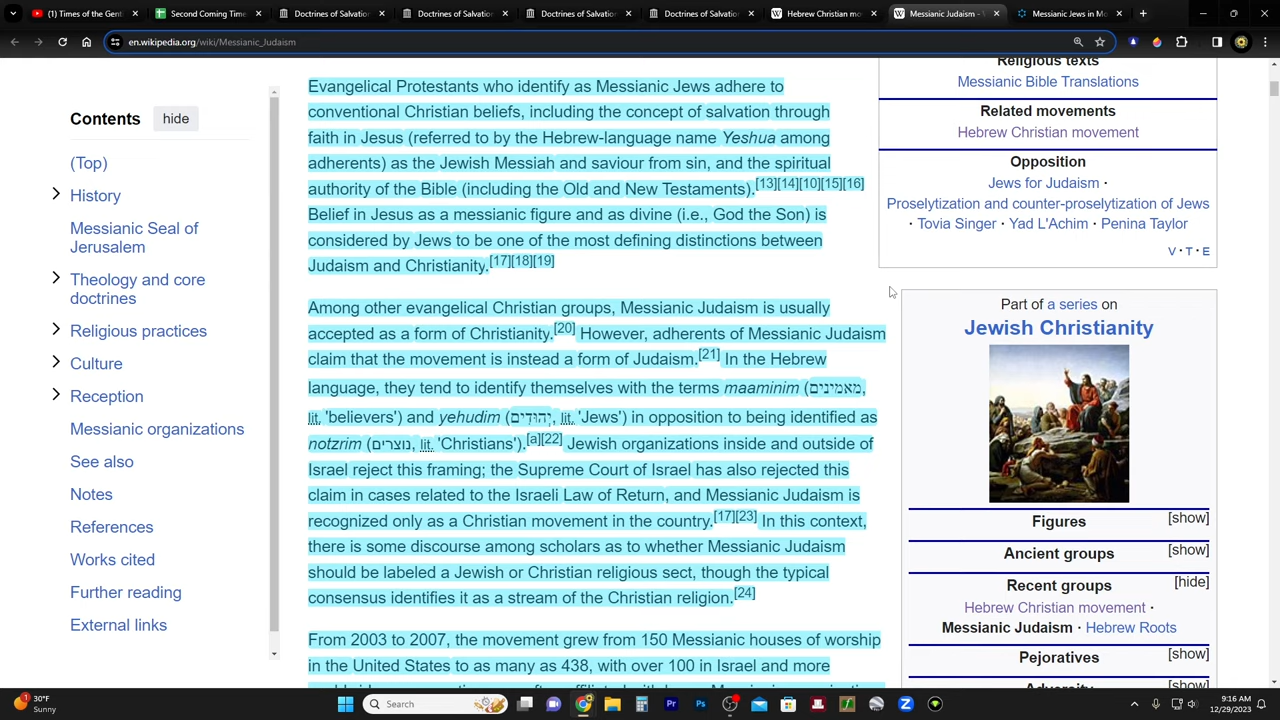 (1) Times of the Gent
Second Coming Time
Doctrines of Salvatio
Doctrines of Salvatio
Doctrines of Salvatio
Doctrines of Salvatio
Hebrew Christian mo
Messianic Judaism -
Messianic Jews in Mo
en.wikipedia.org/wiki/Messianic_Judaism
Contents
hide
(Top)
History
Messianic Seal of
Jerusalem
Theology and core
doctrines
Religious practices
Culture
Reception
Messianic organizations
See also
Notes
References
Works cited
Further reading
External links
Evangelical Protestants who identify as Messianic Jews adhere to
conventional Christian beliefs, including the concept of salvation through
faith in Jesus (referred to by the Hebrew-language name Yeshua among
adherents) as the Jewish Messiah and saviour from sin, and the spiritual
authority of the Bible (including the Old and New Testaments).[13][14][10][15][16]
Belief in Jesus as a messianic figure and as divine (i.e., God the Son) is
considered by Jews to be one of the most defining distinctions between
Judaism and Christianity.[17][18][19]
Among other evangelical Christian groups, Messianic Judaism is usually
accepted as a form of Christianity.[20] However, adherents of Messianic Judaism
claim that the movement is instead a form of Judaism.[21] In the Hebrew
language, they tend to identify themselves with the terms maaminim (מאמינים,
lit. 'believers') and yehudim (יְהוּדִים, lit. 'Jews') in opposition to being identified as
notzrim (נוצרים, lit. 'Christians').[a][22] Jewish organizations inside and outside of
Israel reject this framing; the Supreme Court of Israel has also rejected this
claim in cases related to the Israeli Law of Return, and Messianic Judaism is
recognized only as a Christian movement in the country.[17][23] In this context,
there is some discourse among scholars as to whether Messianic Judaism
should be labeled a Jewish or Christian religious sect, though the typical
consensus identifies it as a stream of the Christian religion.[24]
From 2003 to 2007, the movement grew from 150 Messianic houses of worship
in the United States to as many as 438, with over 100 in Israel and more
Religious texts
Messianic Bible Translations
Related movements
Hebrew Christian movement
Opposition
Jews for Judaism ·
Proselytization and counter-proselytization of Jews
· Tovia Singer · Yad L'Achim · Penina Taylor
V · T · E
Part of a series on
Jewish Christianity
Figures [show]
Ancient groups [show]
Recent groups [hide]
Hebrew Christian movement ·
Messianic Judaism · Hebrew Roots
Pejoratives [show]
Adversity [show]
1
30°F
Sunny
Search
Pr
Ps
9:16 AM
12/29/2023